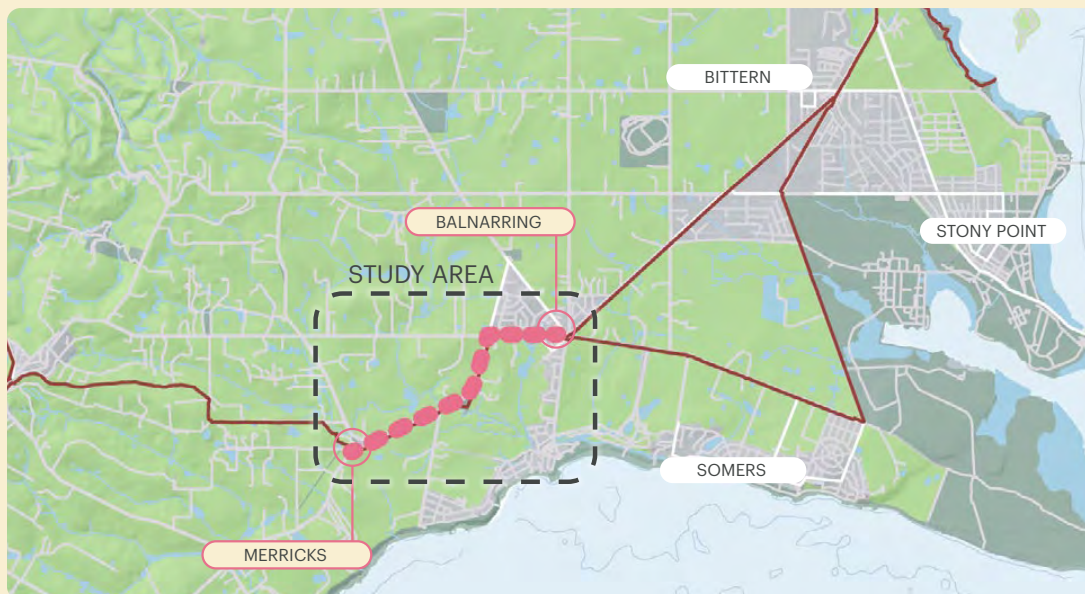 BITTERN
BALNARRING
STONY POINT
STUDY AREA
SOMERS
MERRICKS